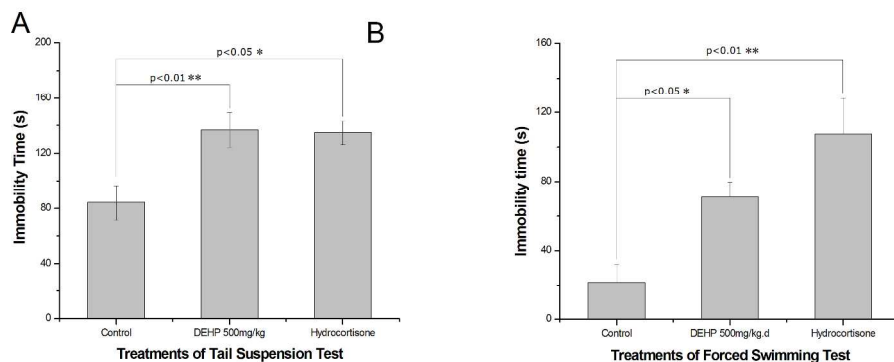 A
200
160
120
80
40
0
Immobility Time (s)
p<0.05 *
p<0.01 **
Control
DEHP 500mg/kg
Hydrocortisone
Treatments of Tail Suspension Test
B
160
120
80
40
0
Immobility time (s)
p<0.01 **
p<0.05 *
Control
DEHP 500mg/kg.d
Hydrocortisone
Treatments of Forced Swimming Test